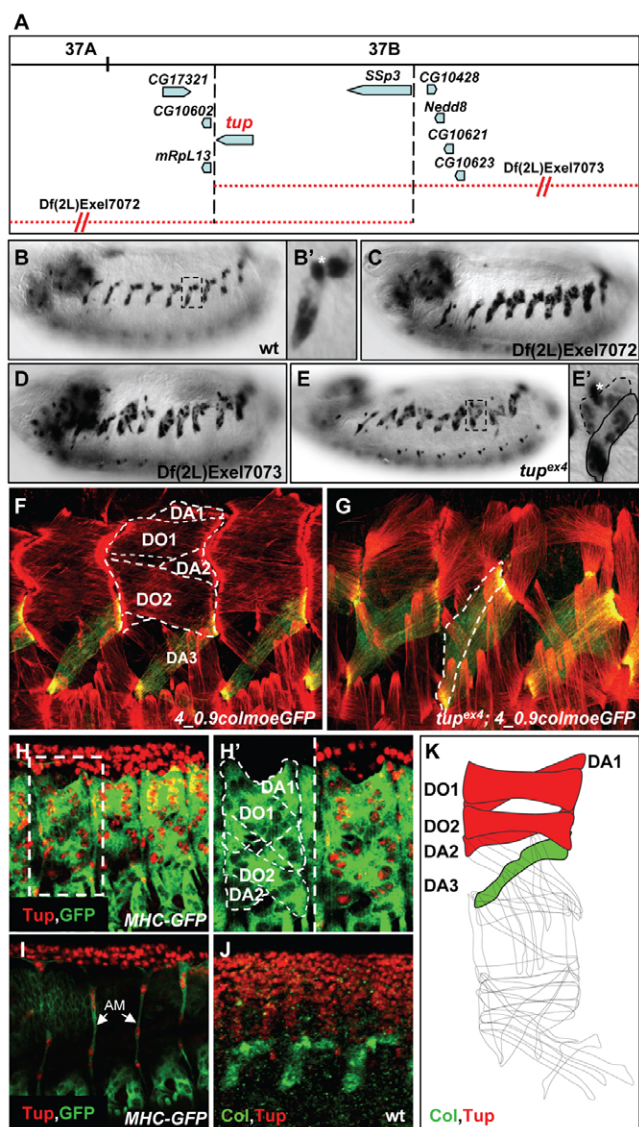 A
37A 37B
CG17321 SSp3 CG10428
CG10602 tup Nedd8
CG10621
mRpL13 CG10623
Df(2L)Exel7072 Df(2L)Exel7073
B wt B' * C Df(2L)Exel7072
D Df(2L)Exel7073 E tup^ex4 E' *
F DA1 DO1 DA2 DO2 DA3 4_0.9colmoeGFP
G tup^ex4; 4_0.9colmoeGFP
H Tup,GFP MHC-GFP
H' DA1 DO1 DO2 DA2
I AM Tup,GFP MHC-GFP
J Col,Tup wt
K DA1
DO1
DO2
DA2
DA3
Col,Tup